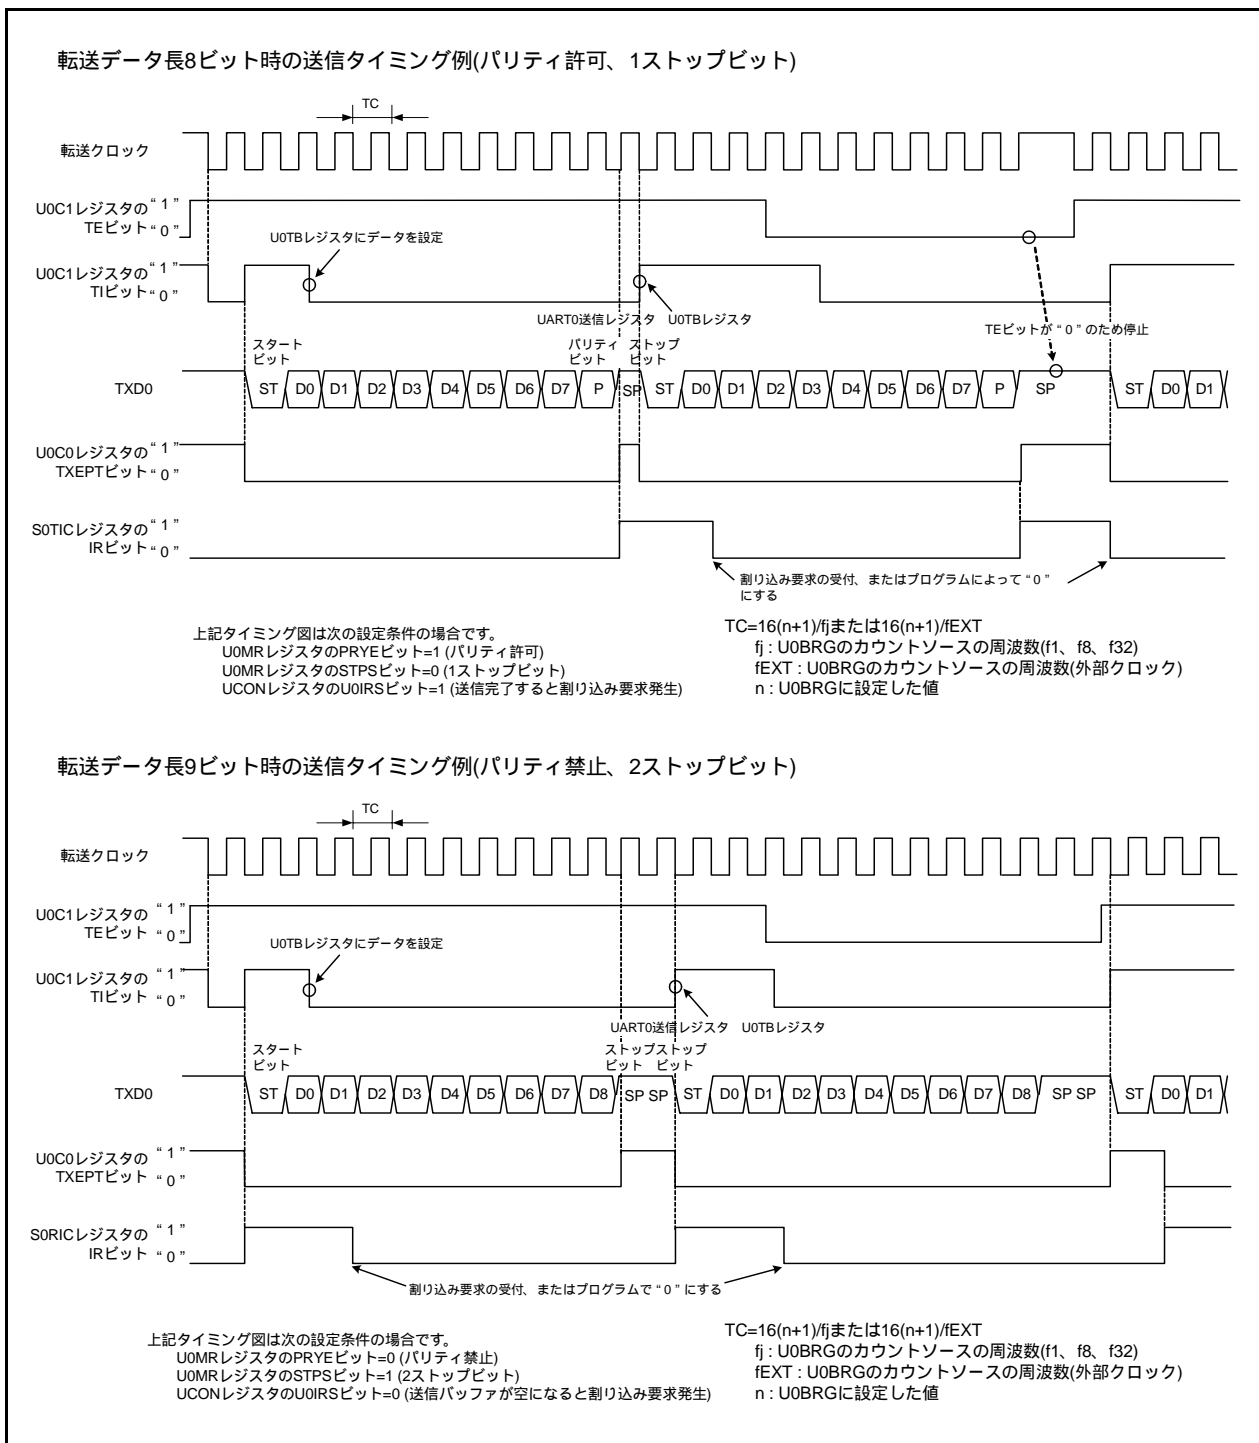 転送データ長8ビット時の送信タイミング例(パリティ許可、1ストップビット)
TC
転送クロック
U0C1レジスタの “ 1 ”
TEビット “ 0 ”
U0TBレジスタにデータを設定
U0C1レジスタの “ 1 ”
TIビット “ 0 ”
UART0送信レジスタ U0TBレジスタ
TEビットが “ 0 ” のため停止
スタート
ビット
パリティ
ビット
ストップ
ビット
TXD0
ST D0 D1 D2 D3 D4 D5 D6 D7 P SP ST D0 D1 D2 D3 D4 D5 D6 D7 P SP ST D0 D1
U0C0レジスタの “ 1 ”
TXEPTビット “ 0 ”
S0TICレジスタの “ 1 ”
IRビット “ 0 ”
割り込み要求の受付、またはプログラムによって “ 0 ”
にする
上記タイミング図は次の設定条件の場合です。
U0MRレジスタのPRYEビット=1 (パリティ許可)
U0MRレジスタのSTPSビット=0 (1ストップビット)
UCONレジスタのU0IRSビット=1 (送信完了すると割り込み要求発生)
TC=16(n+1)/fjまたは16(n+1)/fEXT
fj : U0BRGのカウントソースの周波数(f1、f8、f32)
fEXT : U0BRGのカウントソースの周波数(外部クロック)
n : U0BRGに設定した値
転送データ長9ビット時の送信タイミング例(パリティ禁止、2ストップビット)
TC
転送クロック
U0C1レジスタの “ 1 ”
TEビット “ 0 ”
U0TBレジスタにデータを設定
U0C1レジスタの “ 1 ”
TIビット “ 0 ”
UART0送信レジスタ U0TBレジスタ
スタート
ビット
ストップ
ビット
ストップ
ビット
TXD0
ST D0 D1 D2 D3 D4 D5 D6 D7 D8 SP SP ST D0 D1 D2 D3 D4 D5 D6 D7 D8 SP SP ST D0 D1
U0C0レジスタの “ 1 ”
TXEPTビット “ 0 ”
S0RICレジスタの “ 1 ”
IRビット “ 0 ”
割り込み要求の受付、またはプログラムで “ 0 ” にする
上記タイミング図は次の設定条件の場合です。
U0MRレジスタのPRYEビット=0 (パリティ禁止)
U0MRレジスタのSTPSビット=1 (2ストップビット)
UCONレジスタのU0IRSビット=0 (送信バッファが空になると割り込み要求発生)
TC=16(n+1)/fjまたは16(n+1)/fEXT
fj : U0BRGのカウントソースの周波数(f1、f8、f32)
fEXT : U0BRGのカウントソースの周波数(外部クロック)
n : U0BRGに設定した値